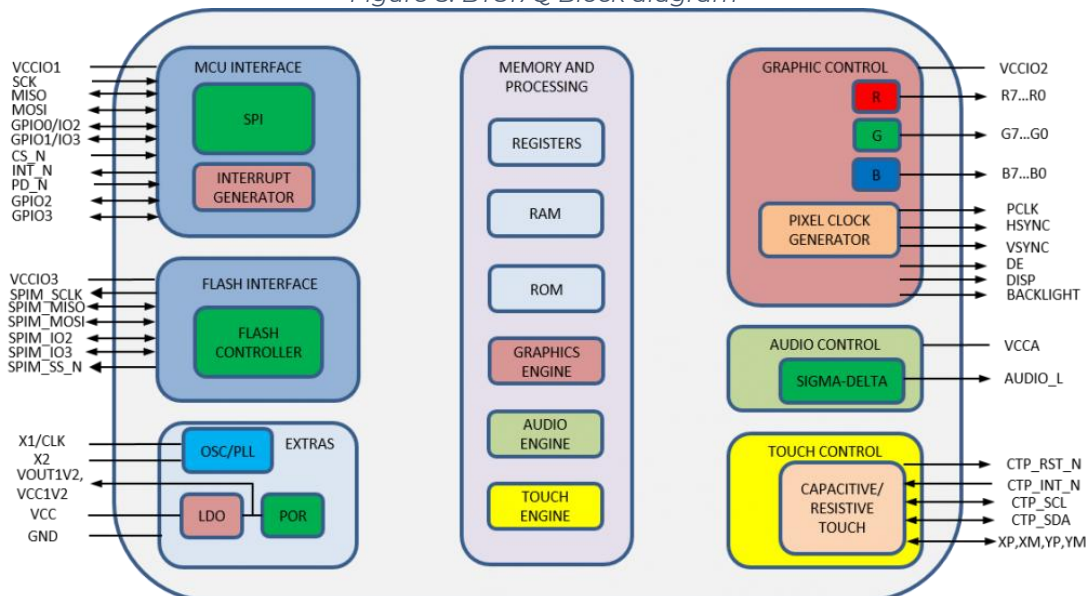 Figure Block diagram
VCCIO1
SCK
MISO
MOSI
GPIO0/IO2
GPIO1/IO3
CS_N
INT_N
PD_N
GPIO2
GPIO3
MCU INTERFACE
SPI
INTERRUPT
GENERATOR
VCCIO3
SPIM_SCLK
SPIM_MISO
SPIM_MOSI
SPIM_IO2
SPIM_IO3
SPIM_SS_N
FLASH INTERFACE
FLASH
CONTROLLER
X1/CLK
X2
VOUT1V2,
VCC1V2
VCC
GND
OSC/PLL
EXTRAS
LDO
POR
MEMORY AND
PROCESSING
REGISTERS
RAM
ROM
GRAPHICS
ENGINE
AUDIO
ENGINE
TOUCH
ENGINE
GRAPHIC CONTROL
R
G
B
PIXEL CLOCK
GENERATOR
VCCIO2
R7...R0
G7...G0
B7...B0
PCLK
HSYNC
VSYNC
DE
DISP
BACKLIGHT
AUDIO CONTROL
SIGMA-DELTA
VCCA
AUDIO_L
TOUCH CONTROL
CAPACITIVE/
RESISTIVE
TOUCH
CTP_RST_N
CTP_INT_N
CTP_SCL
CTP_SDA
XP,XM,YP,YM